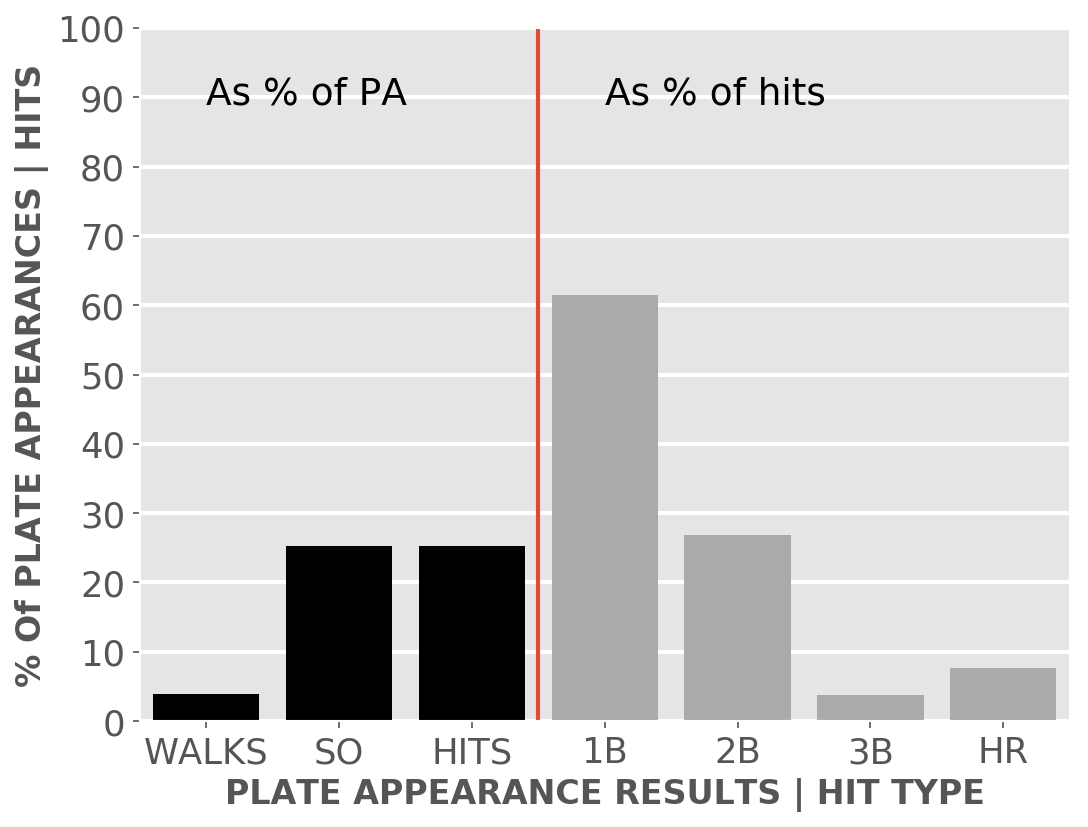 % Of PLATE APPEARANCES | HITS
100
90
80
70
60
50
40
30
20
10
0
As % of PA
As % of hits
WALKS SO HITS 1B 2B 3B HR
PLATE APPEARANCE RESULTS | HIT TYPE